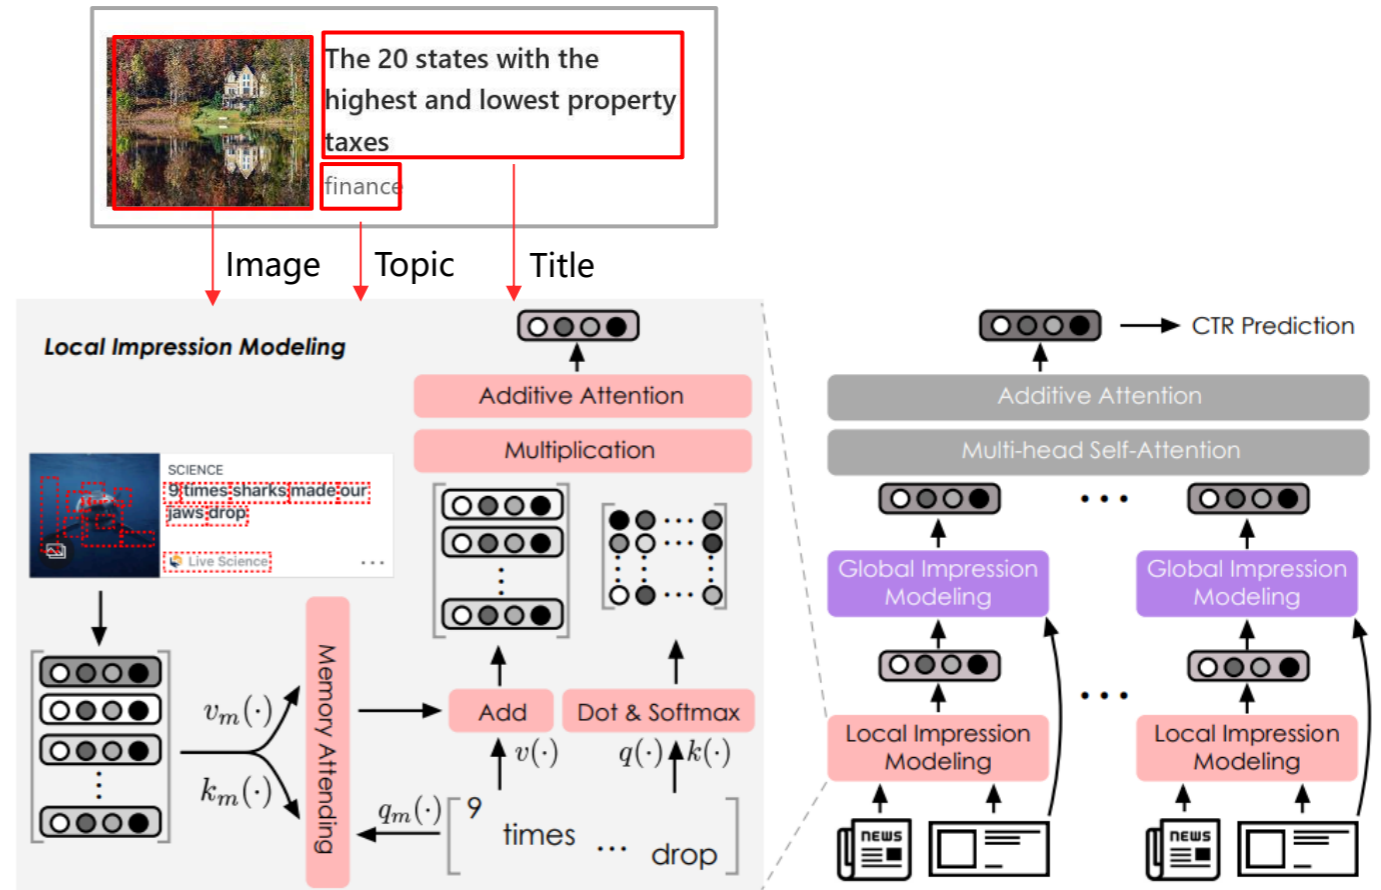 The 20 states with the
highest and lowest property
taxes
finance
Image
Topic
Title
Local Impression Modeling
SCIENCE
9 times sharks made our
jaws drop
Live Science
...
Additive Attention
Multiplication
Memory Attending
Add
Dot & Softmax
v_m(·)
k_m(·)
q_m(·)
v(·)
q(·)
k(·)
9
times
...
drop
CTR Prediction
Additive Attention
Multi-head Self-Attention
...
Global Impression
Modeling
Global Impression
Modeling
...
Local Impression
Modeling
Local Impression
Modeling
NEWS
NEWS